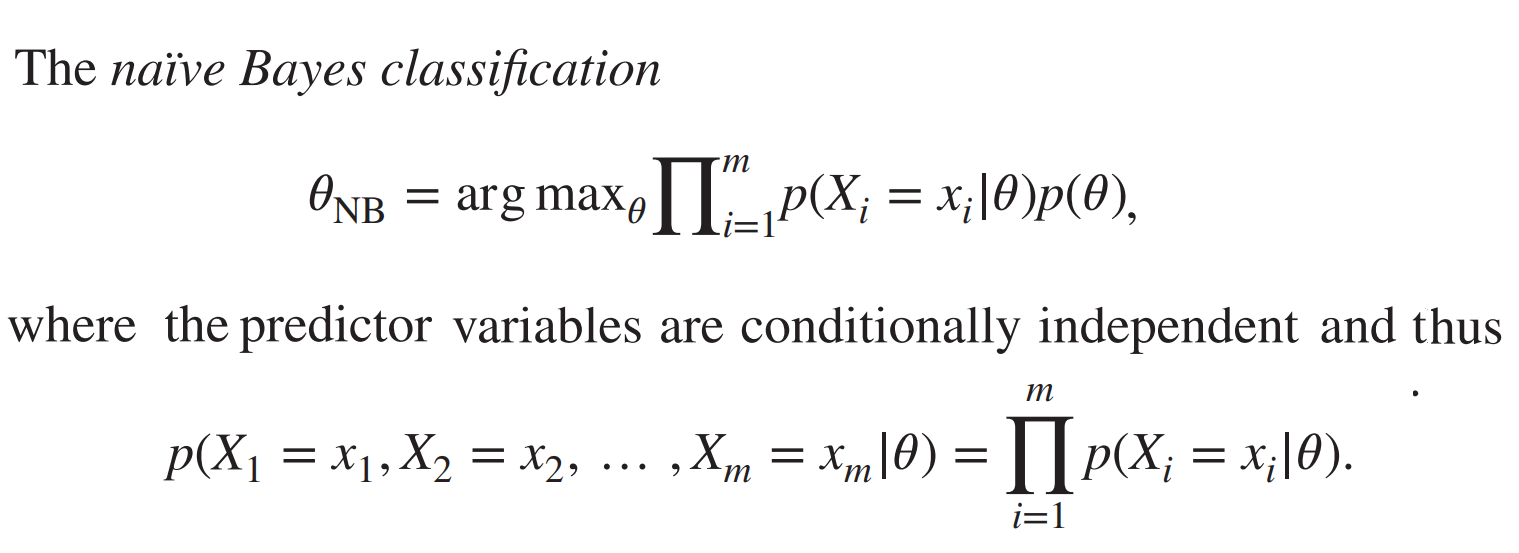 The naïve Bayes classification
θ_NB = arg max_θ ∏_{i=1}^{m} p(X_i = x_i|θ)p(θ),
where the predictor variables are conditionally independent and thus
p(X_1 = x_1, X_2 = x_2, … , X_m = x_m|θ) = ∏_{i=1}^{m} p(X_i = x_i|θ).